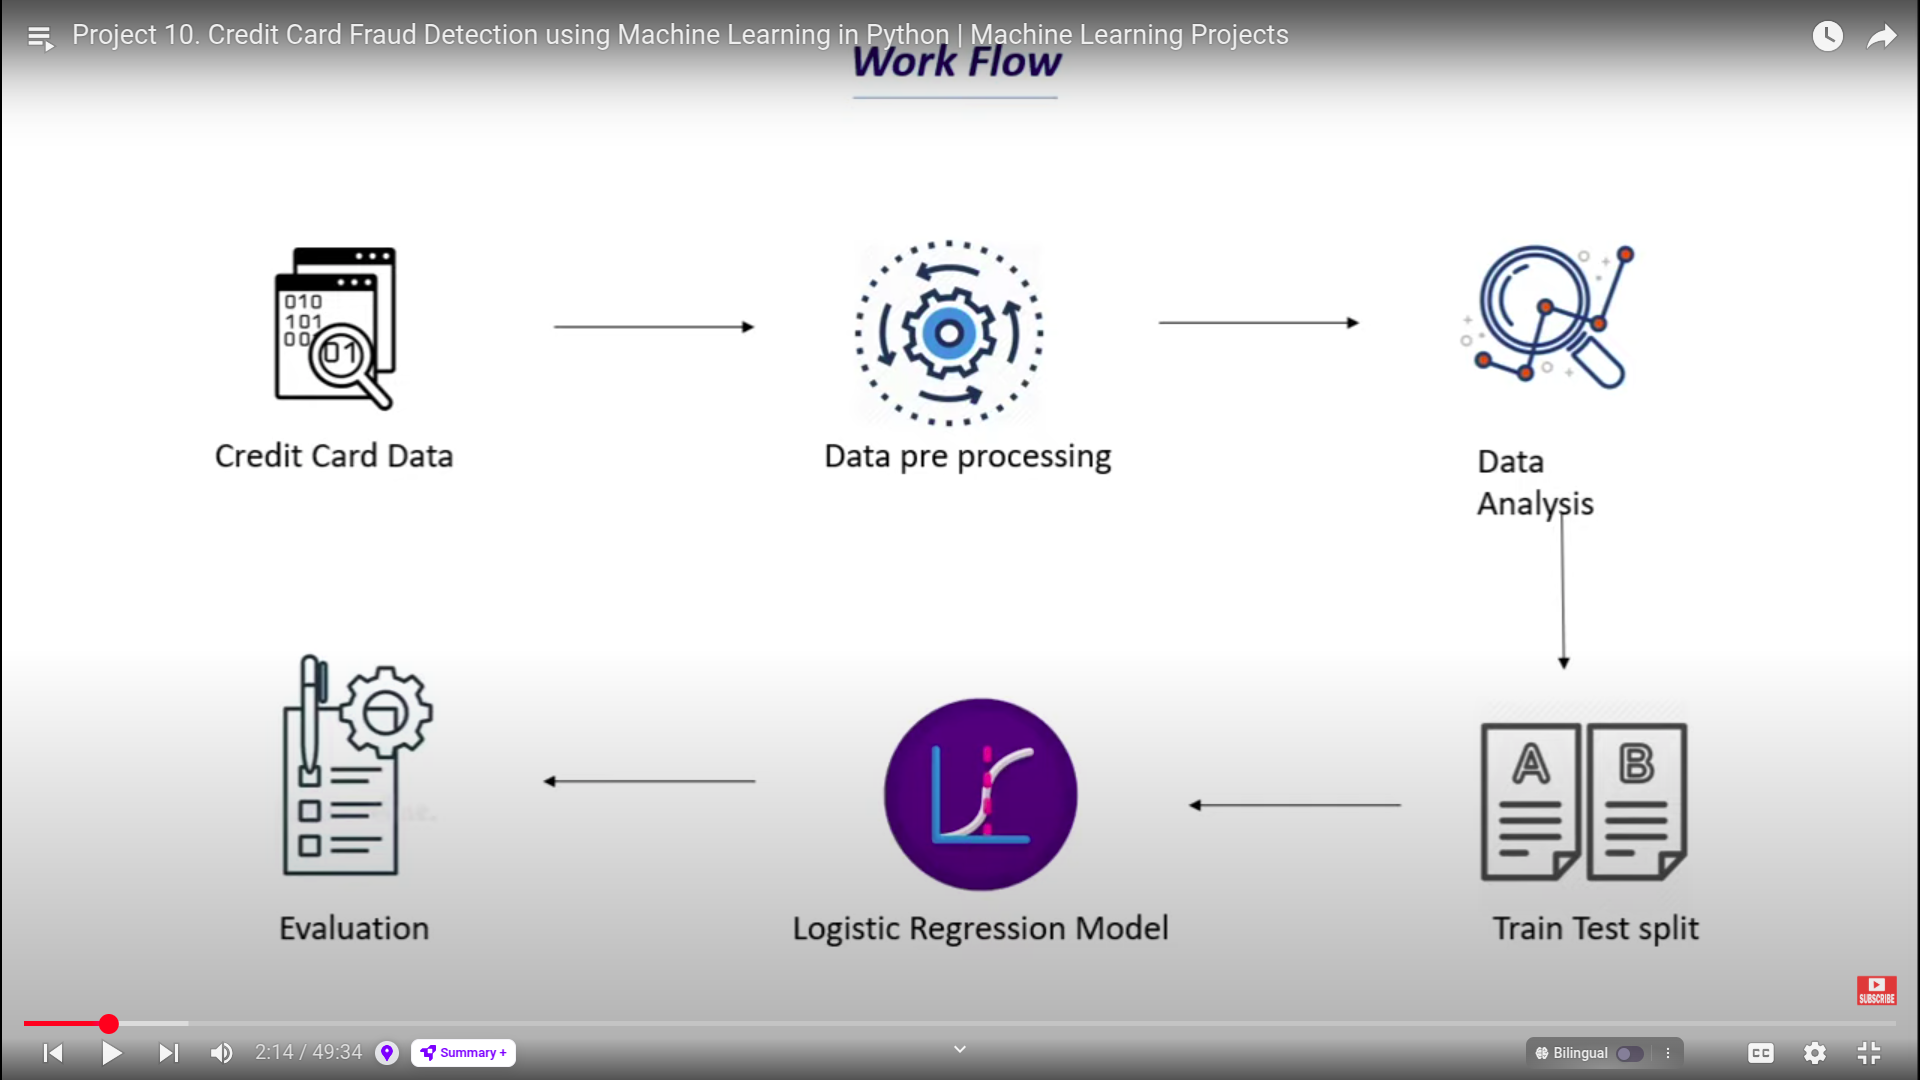 Project 10. Credit Card Fraud Detection using Machine Learning in Python | Machine Learning Projects
Work Flow
010
101
00
01
Credit Card Data
Data pre processing
Data
Analysis
A
B
Evaluation
Logistic Regression Model
Train Test split
SUBSCRIBE
2:14 / 49:34
Summary +
Bilingual
CC